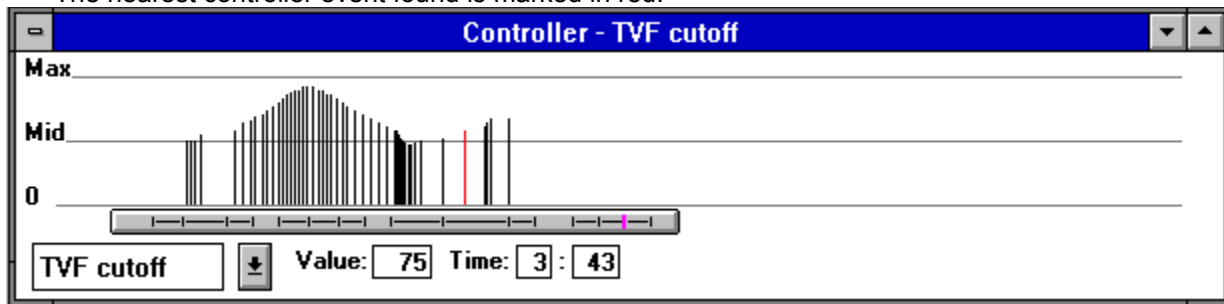 The nearest controller event found is marked in red.
Controller - TVF cutoff
Max
Mid
0
TVF cutoff Value: 75 Time: 3 : 43